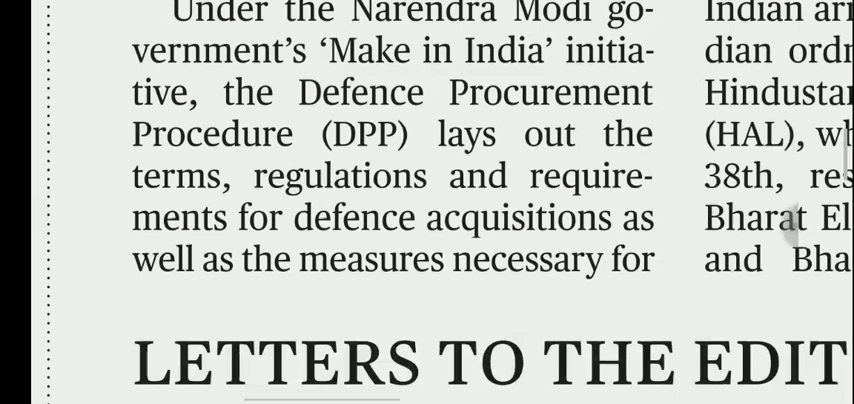 Under the Narendra Modi go-
vernment's 'Make in India' initia-
tive, the Defence Procurement
Procedure (DPP) lays out the
terms, regulations and require-
ments for defence acquisitions as
well as the measures necessary for
Indian
dian
(HAL),
38th,
Bharat
and
LETTERS TO THE